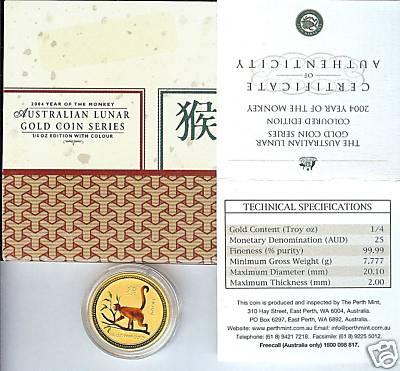 2004 YEAR OF THE MONKEY
AUSTRALIAN LUNAR
GOLD COIN SERIES
1/4 OZ EDITION WITH COLOUR
猴
CERTIFICATE
OF
AUTHENTICITY
THE AUSTRALIAN LUNAR
GOLD COIN SERIES
COLOURED EDITION
2004 YEAR OF THE MONKEY
TECHNICAL SPECIFICATIONS
Gold Content (Troy oz) 1/4
Monetary Denomination (AUD) 25
Fineness (% purity) 99.99
Minimum Gross Weight (g) 7.777
Maximum Diameter (mm) 20.10
Maximum Thickness (mm) 2.00
This coin is produced and inspected by The Perth Mint,
310 Hay Street, East Perth, WA 6004, Australia
PO Box 6297, East Perth, WA 6892, Australia.
Website: www.perthmint.com.au Email: info@perthmint.com.au
Telephone: (61 8) 9421 7218. Facsimile: (61 8) 9225 5012.
Freecall (Australia only) 1800 098 817.